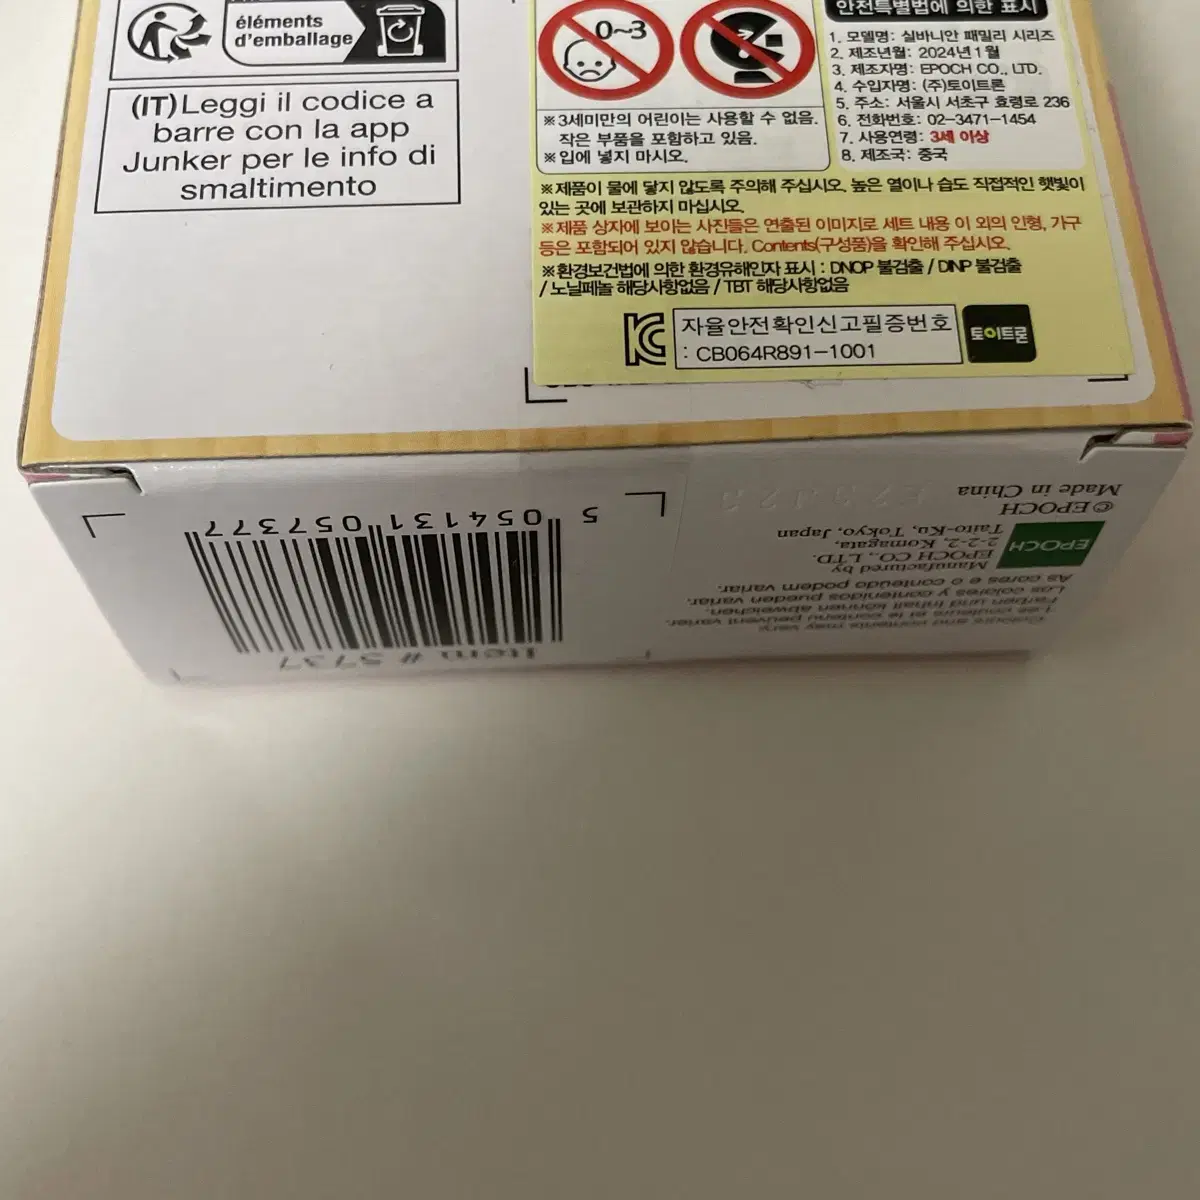 éléments
d'emballage
(IT)Leggi il codice a
barre con la app
Junker per le info di
smaltimento
0~3
※3세미만의 어린이는 사용할 수 없음.
작은 부품을 포함하고 있음.
※입에 넣지 마시오.
안전특별법에 의한 표시
1. 모델명: 실바니안 패밀리 시리즈
2. 제조년월: 2024년 1월
3. 제조자명: EPOCH CO., LTD.
4. 수입자명: (주)토이트론
5. 주소: 서울시 서초구 효령로 236
6. 전화번호: 02-3471-1454
7. 사용연령: 3세 이상
8. 제조국: 중국
※제품이 물에 닿지 않도록 주의해 주십시오. 높은 열이나 습도 직접적인 햇빛이
있는 곳에 보관하지 마십시오.
※제품 상자에 보이는 사진들은 연출된 이미지로 세트 내용 이 외의 인형, 가구
등은 포함되어 있지 않습니다. Contents(구성품)을 확인해 주십시오.
※환경보건법에 의한 환경유해인자 표시 : DNOP 불검출 / DINP 불검출
/ 노닐페놀 해당사항없음 / TBT 해당사항없음
자율안전확인신고필증번호
: CB064R891-1001
토이트론
Colours and contents may vary.
Les couleurs et le contenu peuvent varier.
Farben und Inhalt können abweichen.
Los colores y contenidos pueden variar.
As cores e o conteúdo podem variar.
EPOCH
Manufactured by
EPOCH CO., LTD.
2-2-2, Komagata,
Taito-Ku, Tokyo, Japan
©EPOCH
Made in China
Item # 5737
5 054131 057377